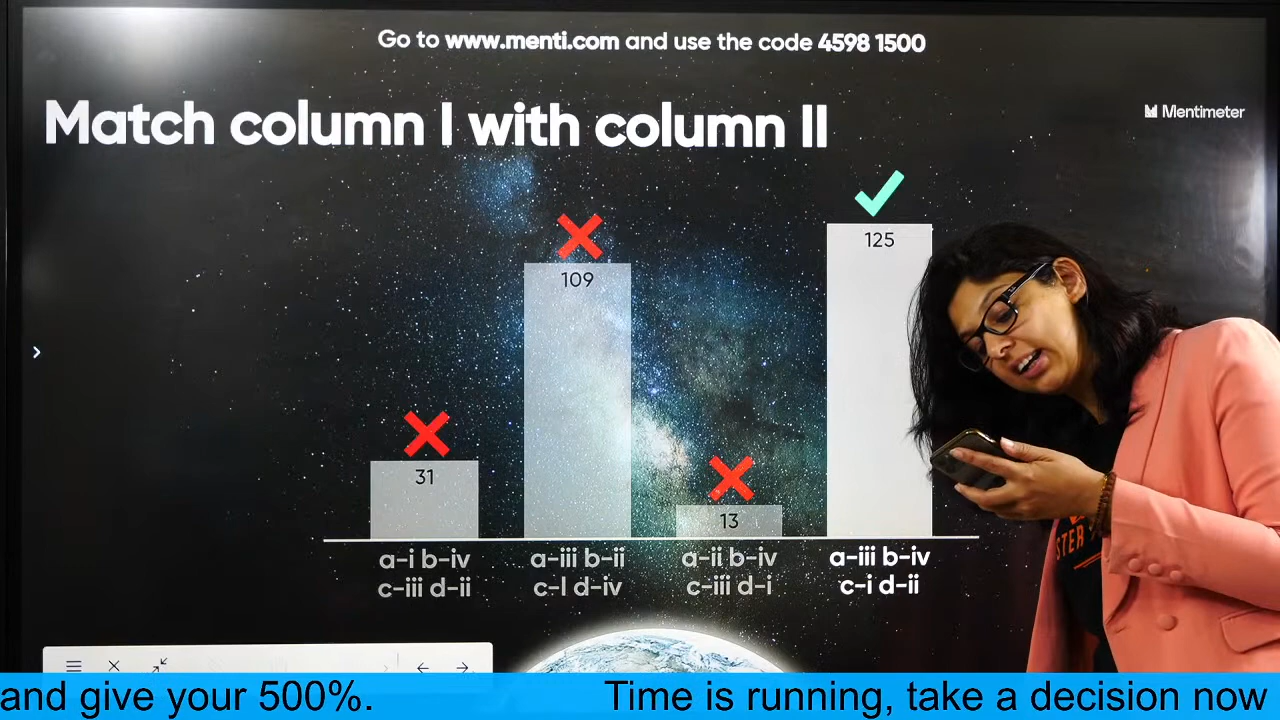 Go to www.menti.com and use the code 4598 1500
Match column I with column II
Mentimeter
125
109
31
13
a-i b-iv
c-iii d-ii
a-iii b-ii
c-l d-iv
a-ii b-iv
c-iii d-i
a-iii b-iv
c-i d-ii
STER
and give your 500%. Time is running, take a decision now